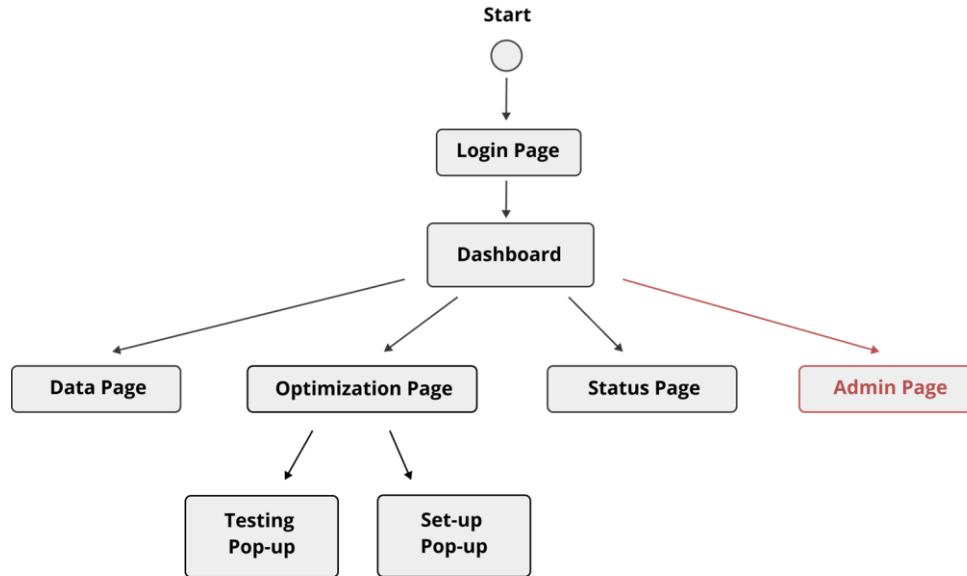 Start
Login Page
Dashboard
Data Page
Optimization Page
Status Page
Admin Page
Testing
Pop-up
Set-up
Pop-up